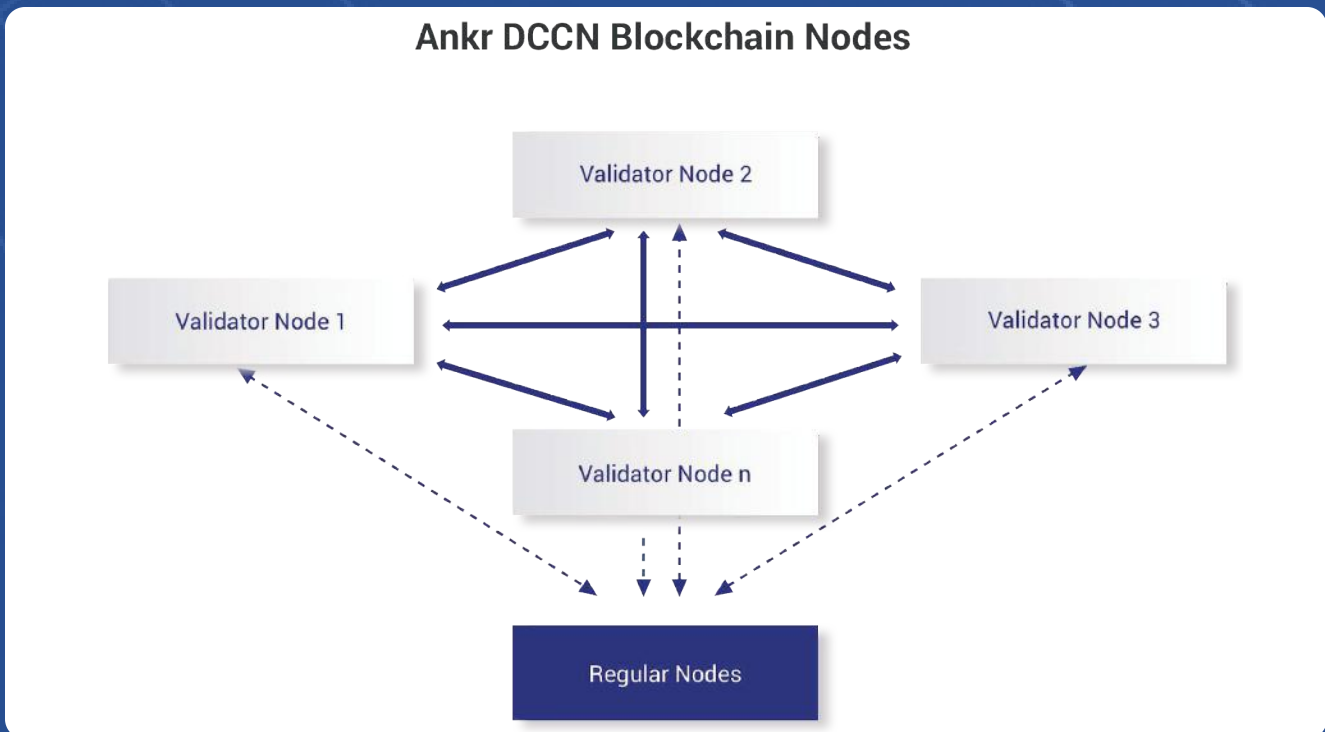 Ankr DCCN Blockchain Nodes
Validator Node 2
Validator Node 1
Validator Node 3
Validator Node n
Regular Nodes